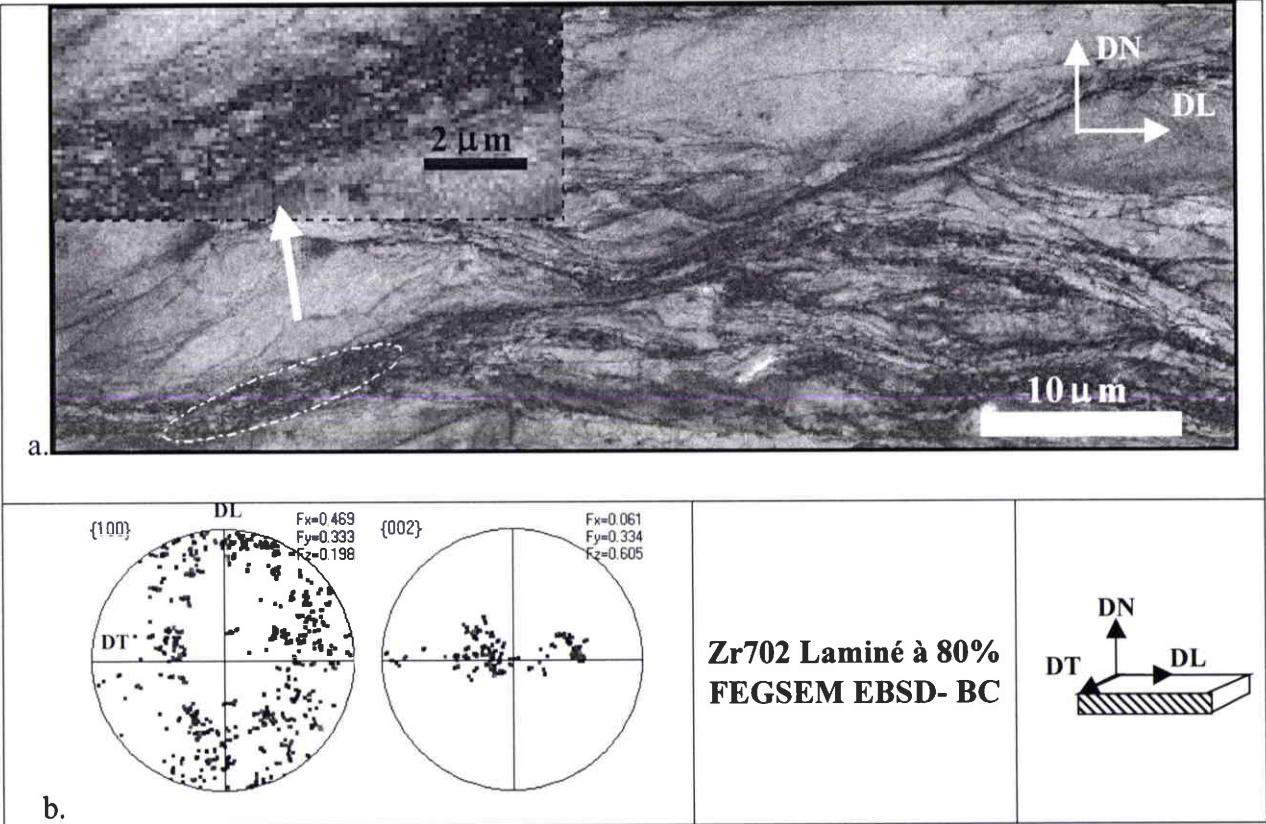 DN
DL
2 μm
10 μm
a.
DL
{100}
Fx=0.469
Fy=0.333
Fz=0.198
DT
{002}
Fx=0.061
Fy=0.334
Fz=0.605
Zr702 Laminé à 80%
FEGSEM EBSD- BC
DN
DT
DL
b.